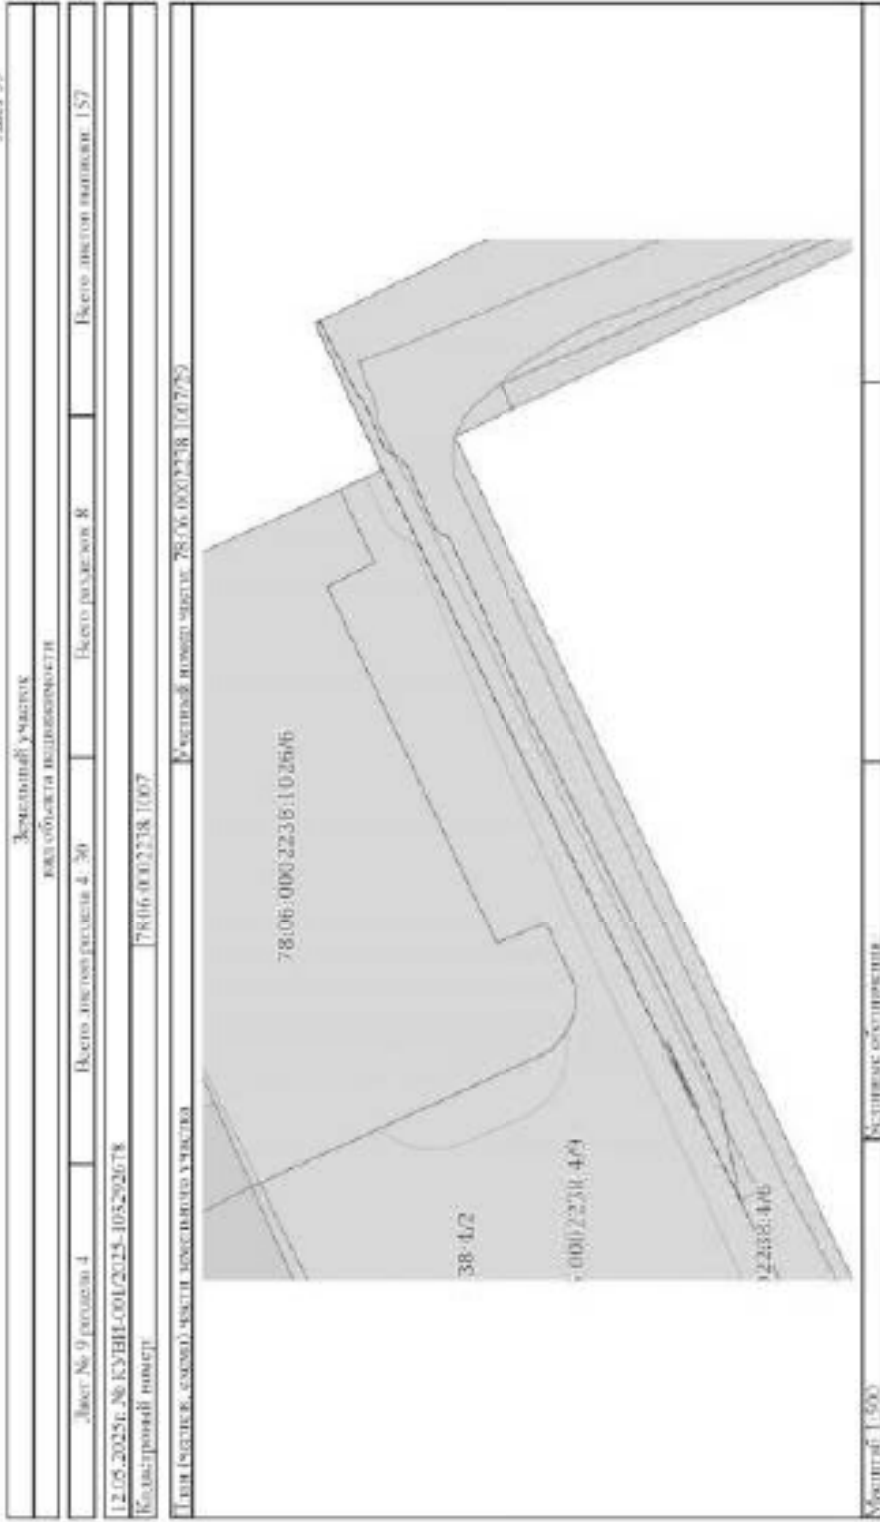 Земельный участок
вид объекта недвижимости
Лист № 9 раздела 4 Всего листов раздела 4: 30 Всего разделов: 8 Всего листов выписки: 157
12.05.2025г. № КУВИ-001/2025-103292678
Кадастровый номер 78:06:0002238:1007
План (чертеж, схема) части земельного участка Учетный номер части: 78:06:0002238:1007/29
78:06:0002238:1026/6
38:4/2
:0002238:4/9
02238:4/6
Масштаб 1:500 Условные обозначения